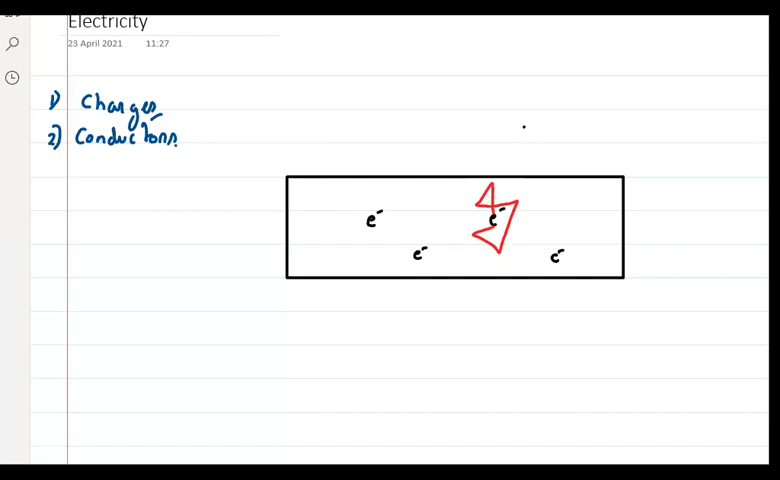 Electricity
23 April 2021 11:27
1) Charges
2) Conductors.
e⁻ e⁻
e⁻ e⁻